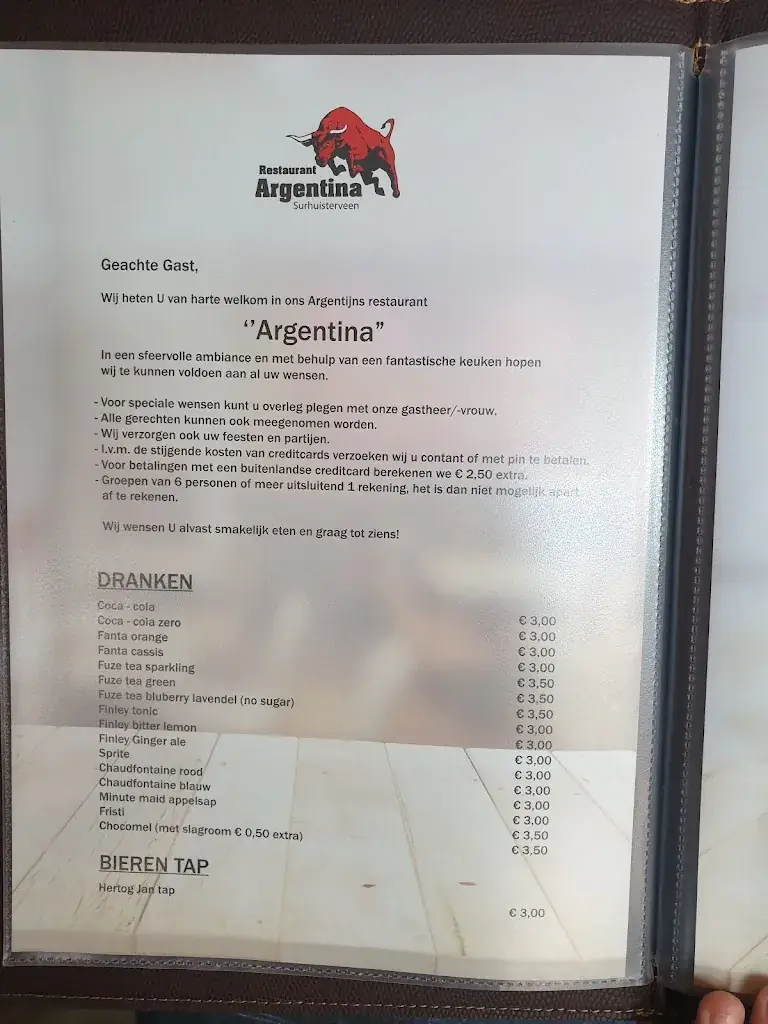 Restaurant
Argentina
Surhuisterveen
Geachte Gast,
Wij heten U van harte welkom in ons Argentijns restaurant
‘’Argentina”
In een sfeervolle ambiance en met behulp van een fantastische keuken hopen
wij te kunnen voldoen aan al uw wensen.
- Voor speciale wensen kunt u overleg plegen met onze gastheer/-vrouw.
- Alle gerechten kunnen ook meegenomen worden.
- Wij verzorgen ook uw feesten en partijen.
- I.v.m. de stijgende kosten van creditcards verzoeken wij u contant of met pin te betalen.
- Voor betalingen met een buitenlandse creditcard berekenen we € 2,50 extra.
- Groepen van 6 personen of meer uitsluitend 1 rekening, het is dan niet mogelijk apart
af te rekenen.
Wij wensen U alvast smakelijk eten en graag tot ziens!
DRANKEN
Coca - cola € 3,00
Coca - cola zero € 3,00
Fanta orange € 3,00
Fanta cassis € 3,00
Fuze tea sparkling € 3,50
Fuze tea green € 3,50
Fuze tea bluberry lavendel (no sugar) € 3,50
Finley tonic € 3,00
Finley bitter lemon € 3,00
Finley Ginger ale € 3,00
Sprite € 3,00
Chaudfontaine rood € 3,00
Chaudfontaine blauw € 3,00
Minute maid appelsap € 3,00
Fristi € 3,50
Chocomel (met slagroom € 0,50 extra) € 3,50
BIEREN TAP
Hertog Jan tap € 3,00